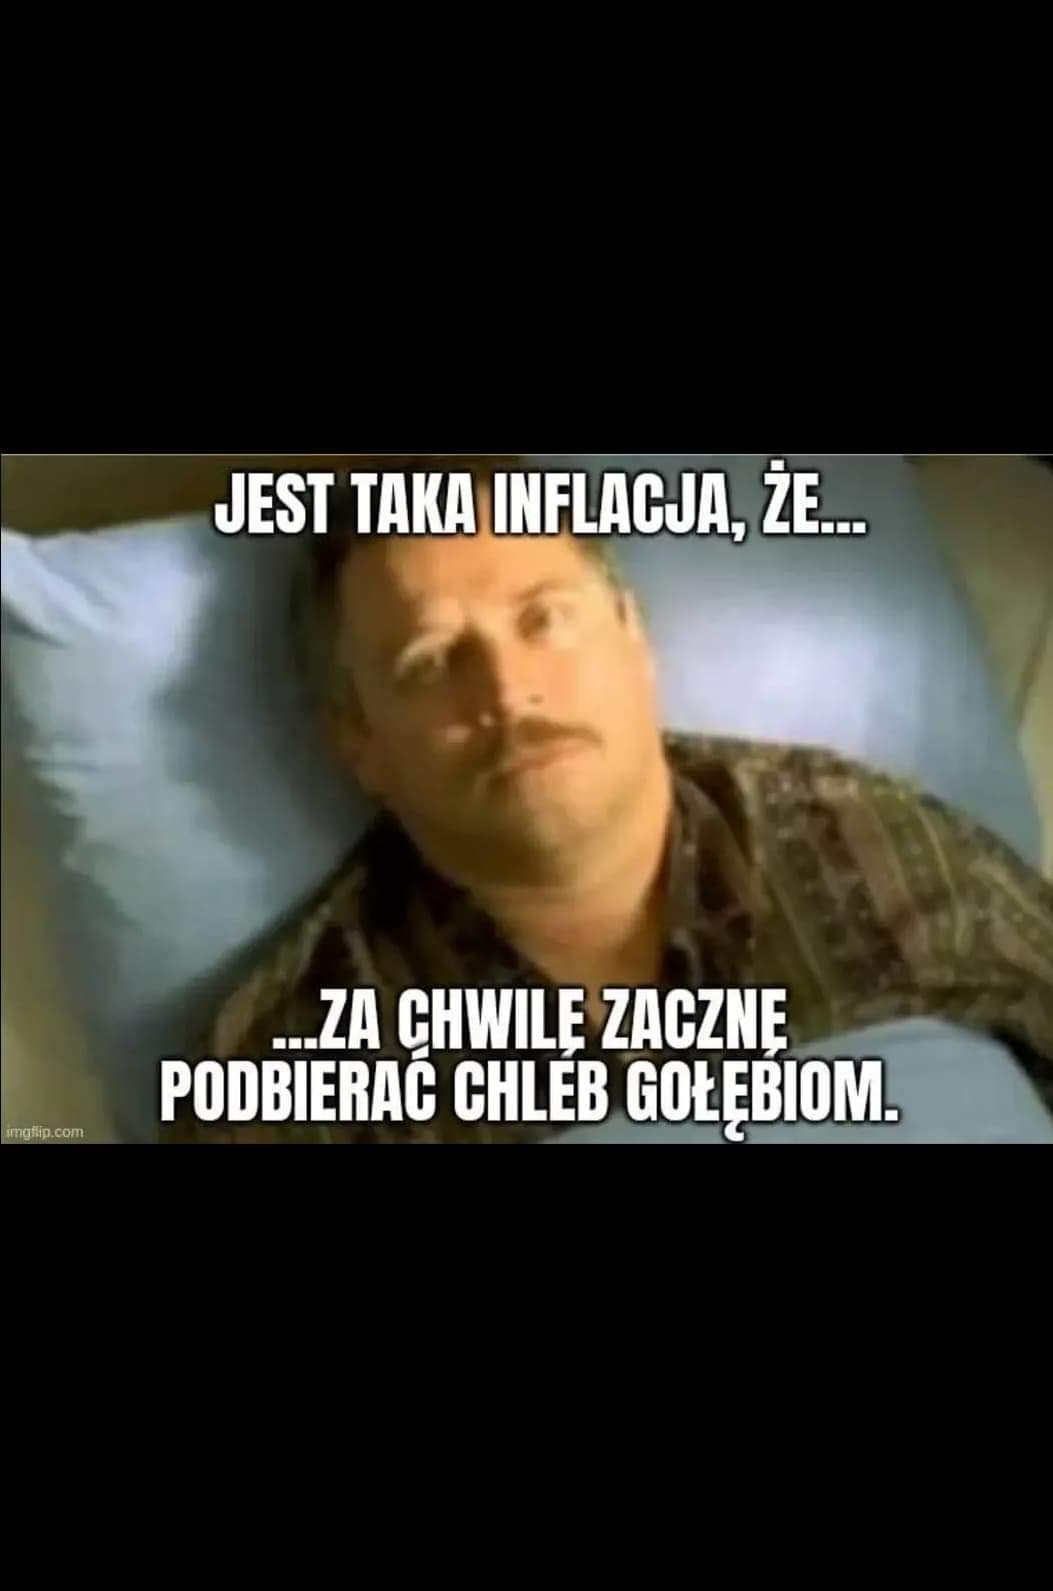 JEST TAKA INFLACJA, ŻE...
...ZA CHWILĘ ZACZNĘ
PODBIERAĆ CHLEB GOŁĘBIOM.
imgflip.com